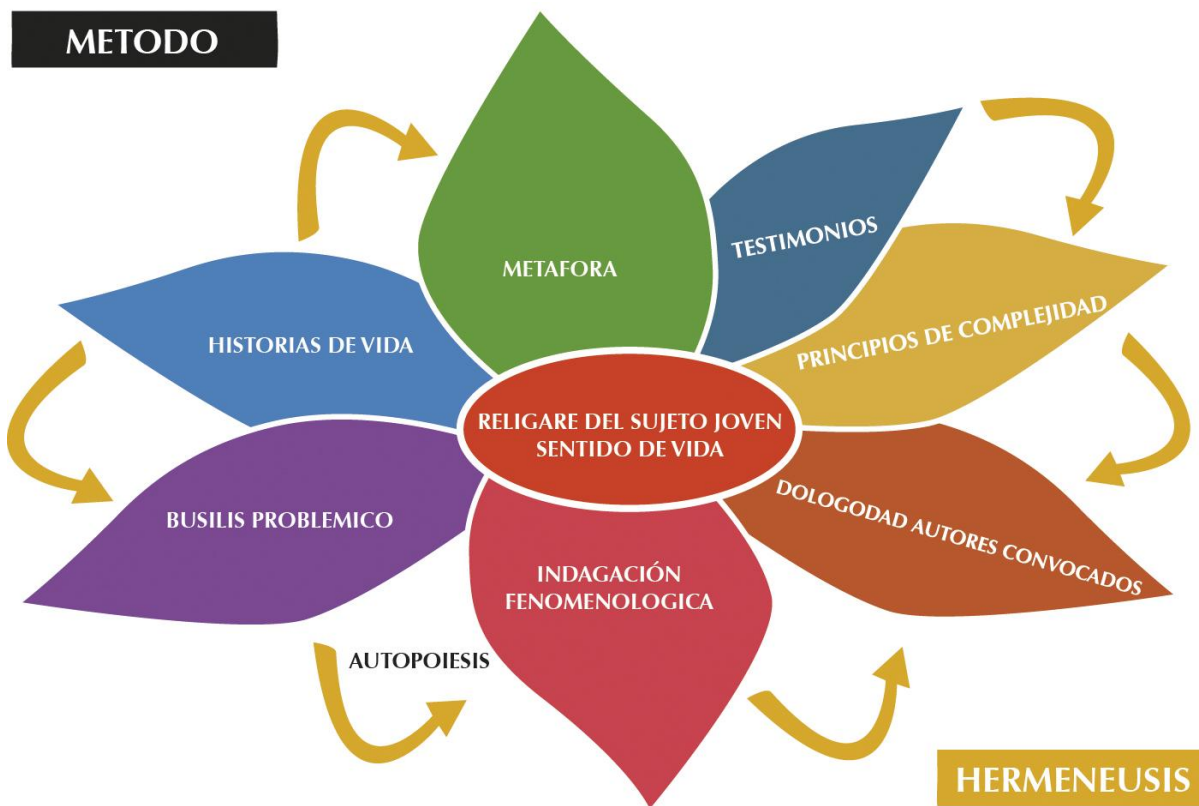 METODO
METAFORA
TESTIMONIOS
HISTORIAS DE VIDA
PRINCIPIOS DE COMPLEJIDAD
RELIGARE DEL SUJETO JOVEN
SENTIDO DE VIDA
BUSILIS PROBLEMICO
DOLOGODAD AUTORES CONVOCADOS
INDAGACIÓN
FENOMENOLOGICA
AUTOPOIESIS
HERMENEUSIS